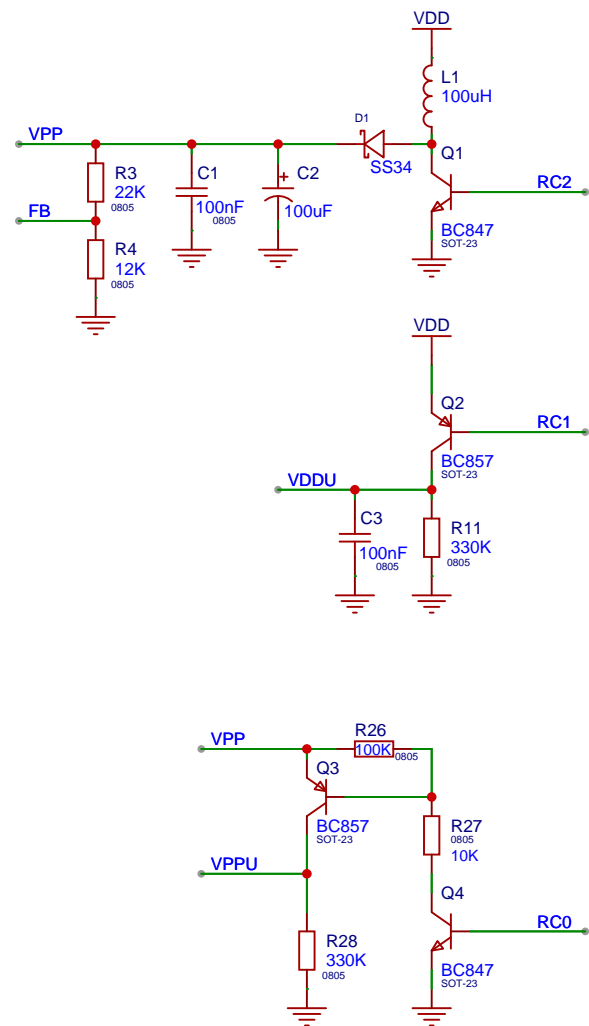 VDD
L1
100uH
D1
SS34
VPP
Q1
RC2
R3
22K
0805
C1
100nF
0805
C2
+
100uF
BC847
SOT-23
FB
R4
12K
0805
VDD
Q2
RC1
BC857
SOT-23
VDDU
C3
100nF
0805
R11
330K
0805
VPP
R26
100K
0805
Q3
BC857
SOT-23
R27
0805
10K
VPPU
Q4
RC0
R28
330K
0805
BC847
SOT-23